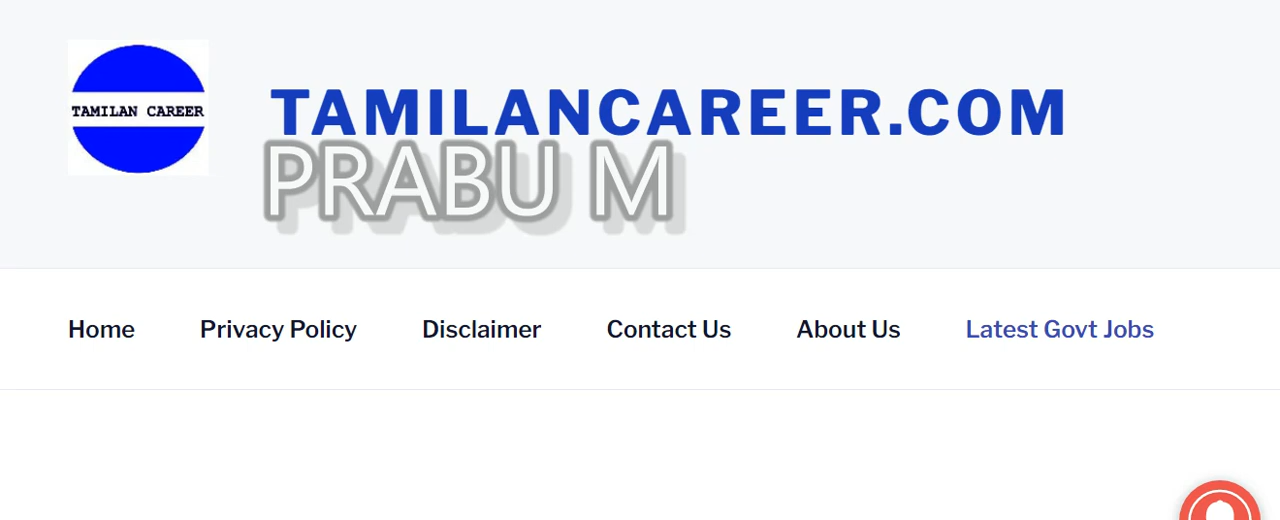 TAMILAN CAREER
TAMILANCAREER.COM
PRABU M
Home Privacy Policy Disclaimer Contact Us About Us Latest Govt Jobs